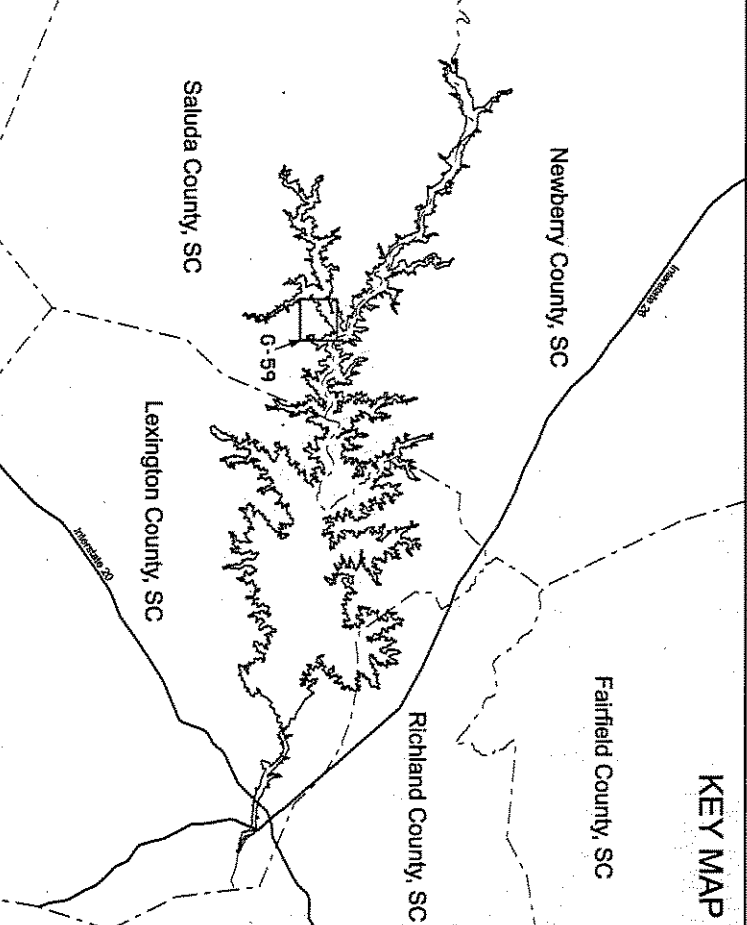 KEY MAP
Fairfield County, SC
Newberry County, SC
Interstate 26
Richland County, SC
Saluda County, SC
G-59
Lexington County, SC
Interstate 20